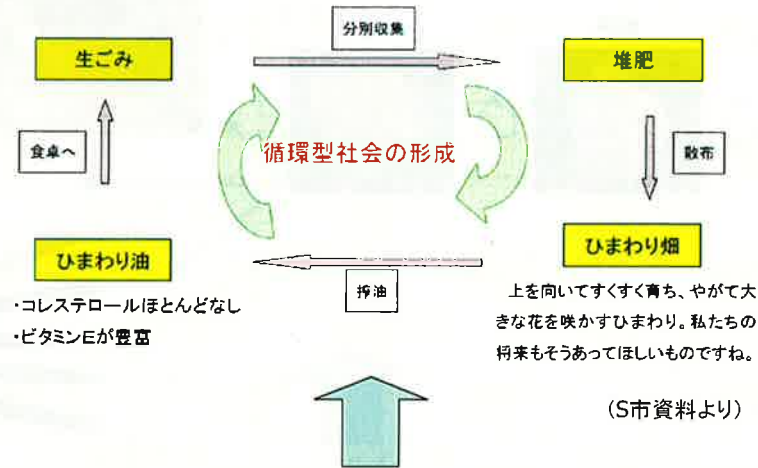 分別収集
生ごみ
堆肥
循環型社会の形成
食卓へ
散布
ひまわり油
ひまわり畑
搾油
・コレステロールほとんどなし
・ビタミンEが豊富
上を向いてすくすく育ち、やがて大
きな花を咲かすひまわり。私たちの
将来もそうあってほしいものですね。
（S市資料より）